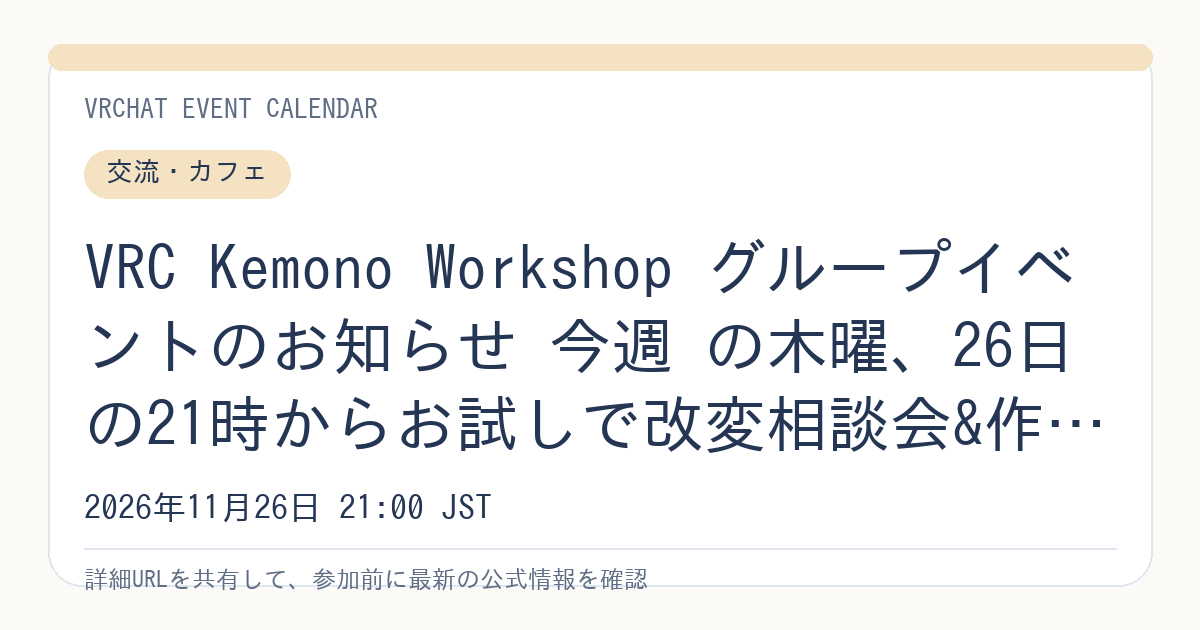 VRCHAT EVENT CALENDAR
交流・カフェ
VRC Kemono Workshop グループイベ
ントのお知らせ 今週 の木曜、26日
の21時からお試しで改変相談会&作…
2026年11月26日 21:00 JST
詳細URLを共有して、参加前に最新の公式情報を確認